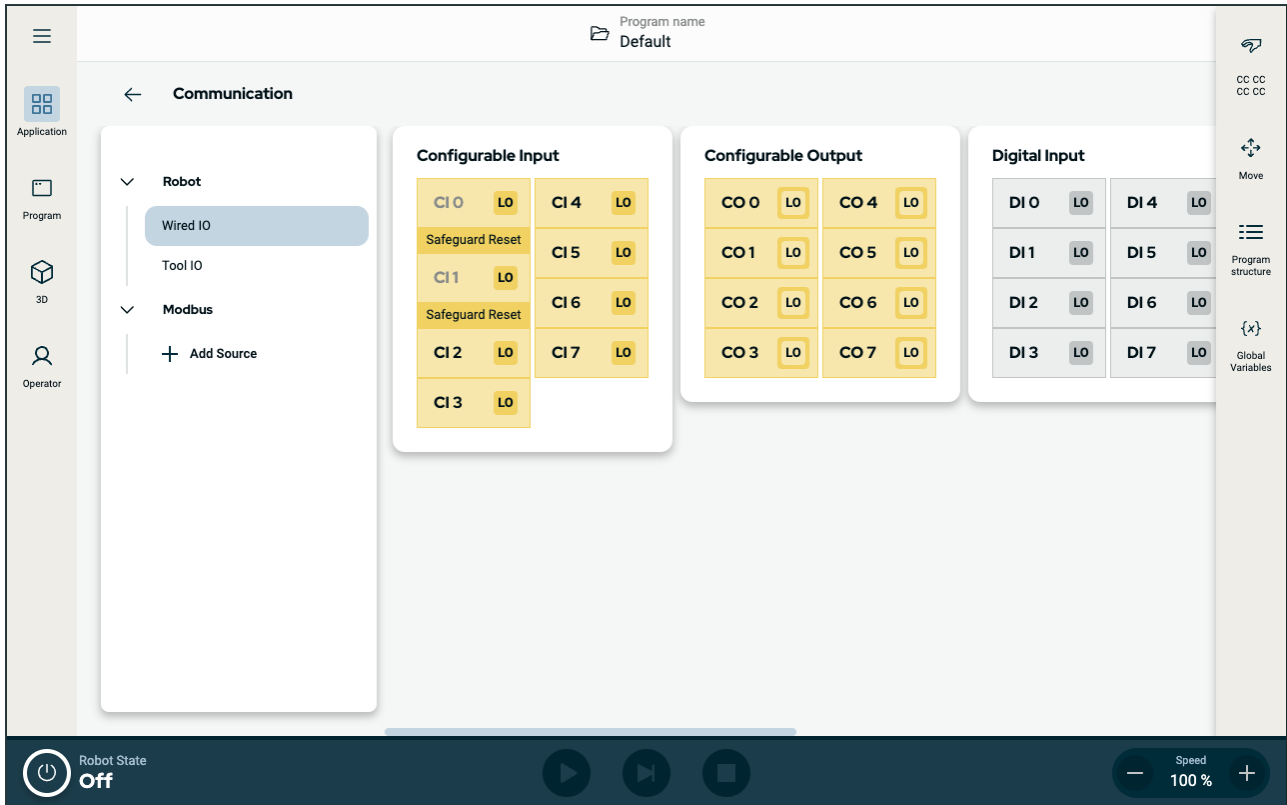 Program name
Default
Application
Program
3D
Operator
Communication
Robot
Wired IO
Tool IO
Modbus
Add Source
Configurable Input
CI 0 LO CI 4 LO
Safeguard Reset
CI 5 LO
CI 1 LO
CI 6 LO
Safeguard Reset
CI 2 LO CI 7 LO
CI 3 LO
Configurable Output
CO 0 LO CO 4 LO
CO 1 LO CO 5 LO
CO 2 LO CO 6 LO
CO 3 LO CO 7 LO
Digital Input
DI 0 LO DI 4 LO
DI 1 LO DI 5 LO
DI 2 LO DI 6 LO
DI 3 LO DI 7 LO
CC CC
CC CC
Move
Program
structure
{x}
Global
Variables
Robot State
Off
Speed
100 %